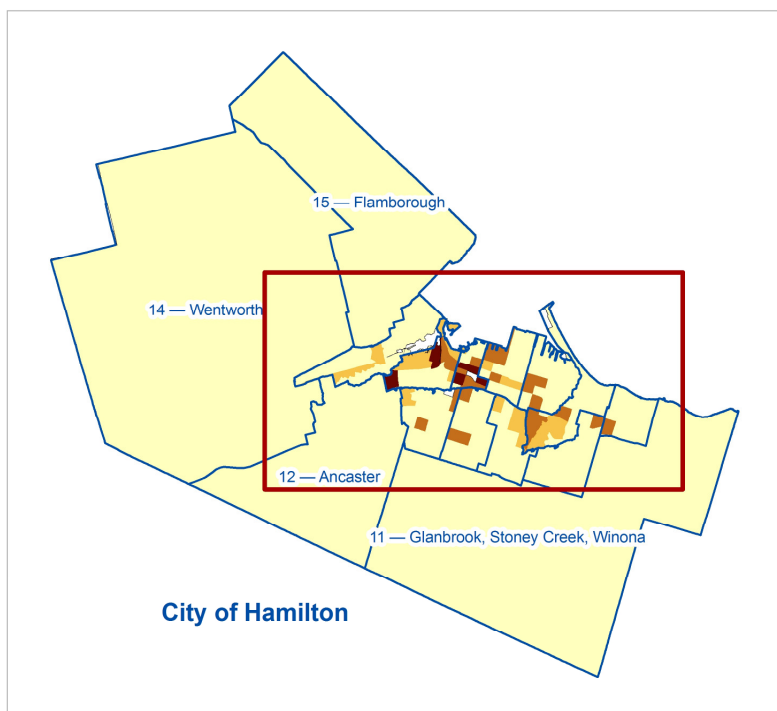 15 — Flamborough
14 — Wentworth
12 — Ancaster
11 — Glanbrook, Stoney Creek, Winona
City of Hamilton